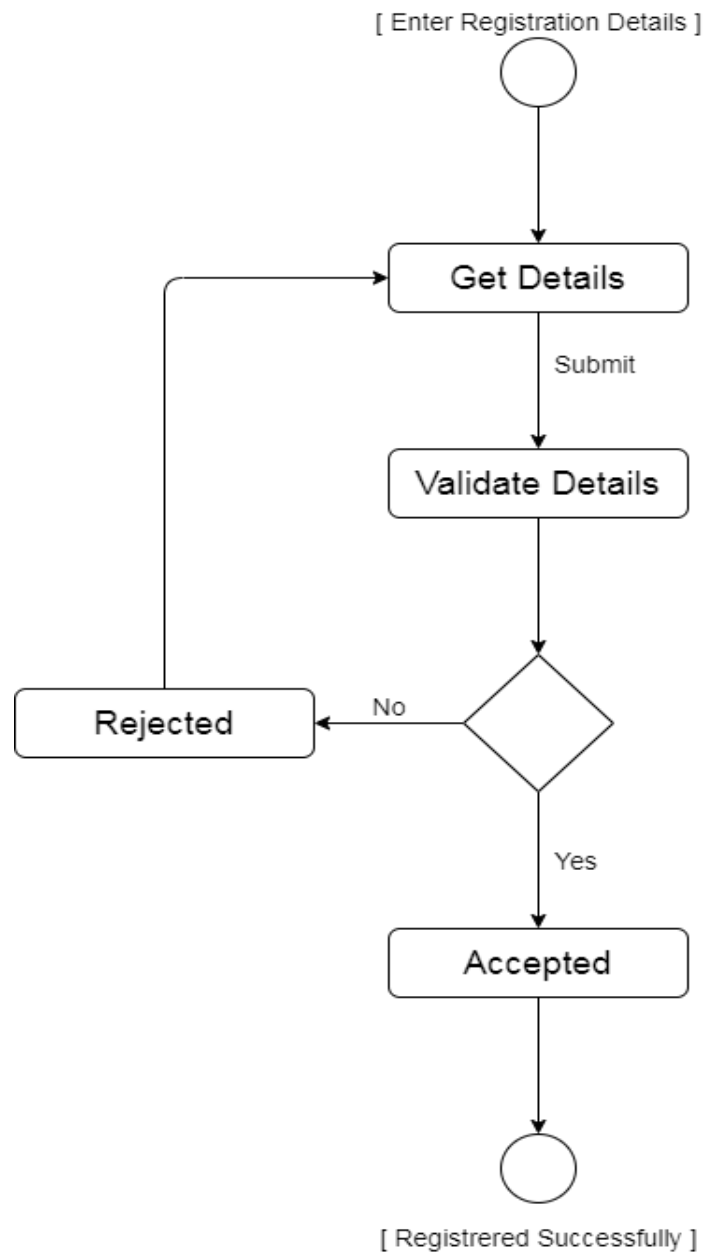 [ Enter Registration Details ]
Get Details
Submit
Validate Details
No
Rejected
Yes
Accepted
[ Registrered Successfully ]